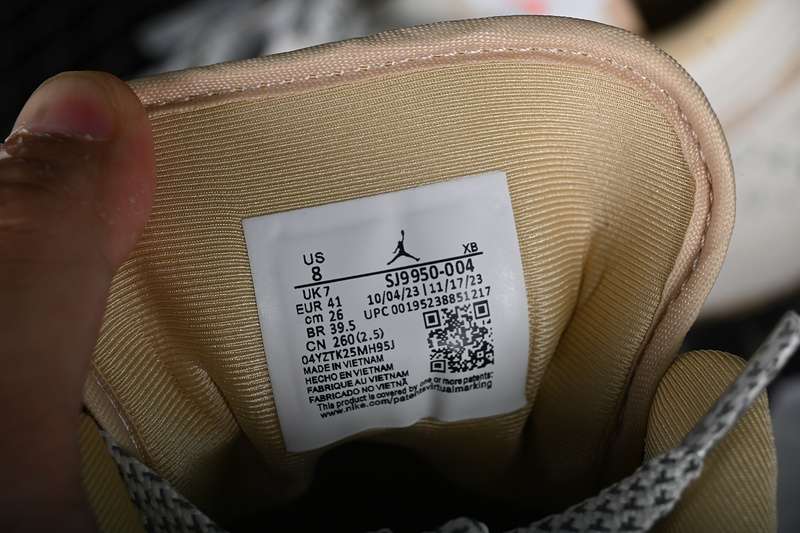 US XB
8 SJ9950-004
UK 7 10/04/23 | 11/17/23
EUR 41 UPC 00195238851217
cm 26
BR 39.5
CN 260(2.5)
04YZTK25MH95J
MADE IN VIETNAM
HECHO EN VIETNAM
FABRIQUE AU VIETNAM
FABRICADO NO VIETNÃ
This product is covered by one or more patents:
www.nike.com/patents+virtualmarking